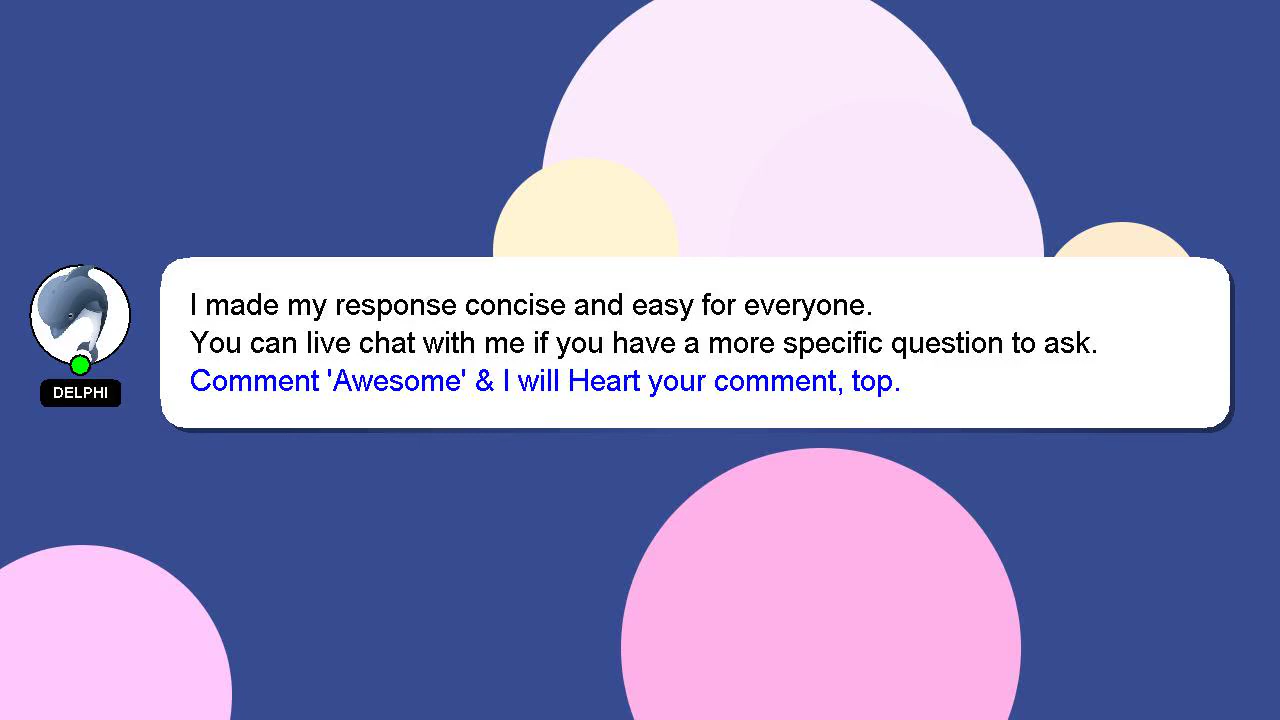 I made my response concise and easy for everyone.
You can live chat with me if you have a more specific question to ask.
Comment 'Awesome' & I will Heart your comment, top.
DELPHI